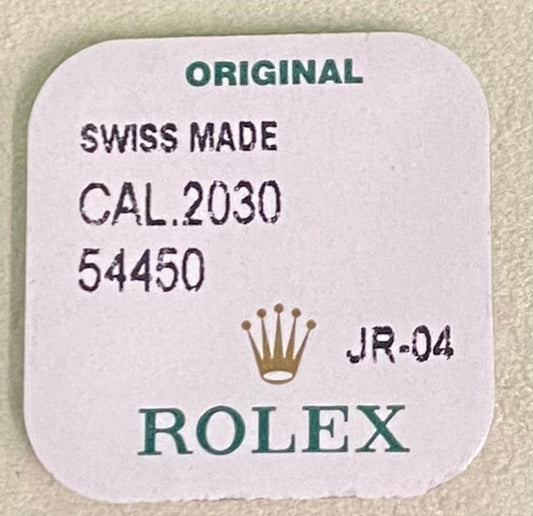 ORIGINAL
SWISS MADE
CAL.2030
54450
JR-04
ROLEX